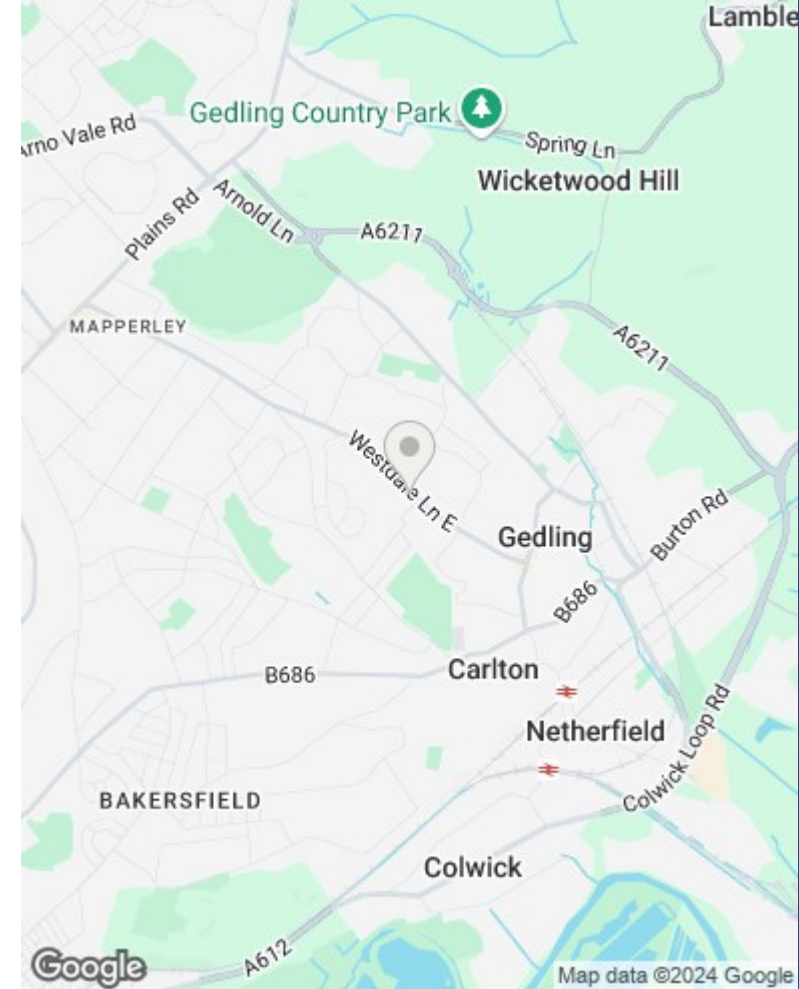 Lamble
Gedling Country Park
Arno Vale Rd
Spring Ln
Wicketwood Hill
Plains Rd
Arnold Ln
A6211
MAPPERLEY
A6211
Westdale Ln E
Gedling
Burton Rd
B686
B686
Carlton
Netherfield
Colwick Loop Rd
BAKERSFIELD
Colwick
A612
Google
Map data ©2024 Google